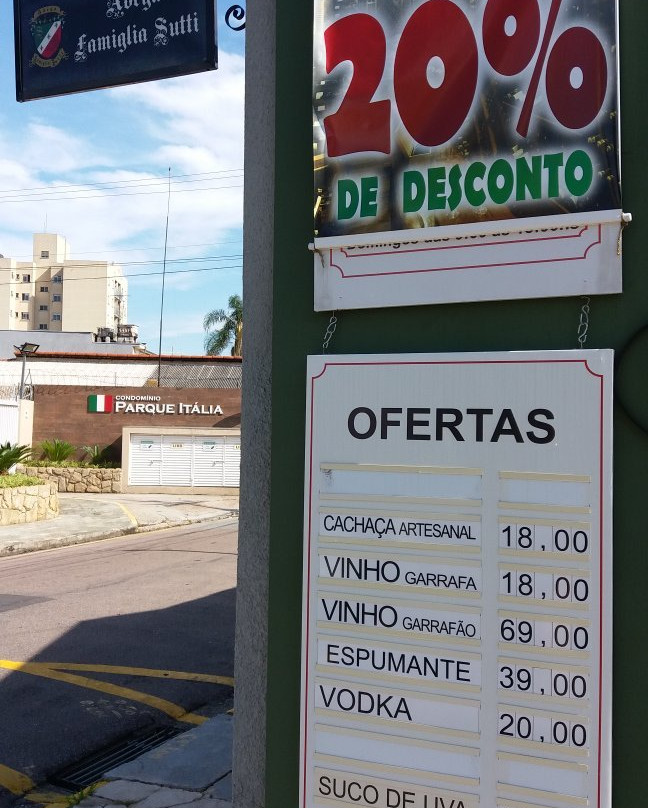 Adega
Famiglia Sutti
20%
DE DESCONTO
CONDOMÍNIO
PARQUE ITÁLIA
OFERTAS
CACHAÇA ARTESANAL 18,00
VINHO GARRAFA 18,00
VINHO GARRAFÃO 69,00
ESPUMANTE 39,00
VODKA 20,00
SUCO DE UVA